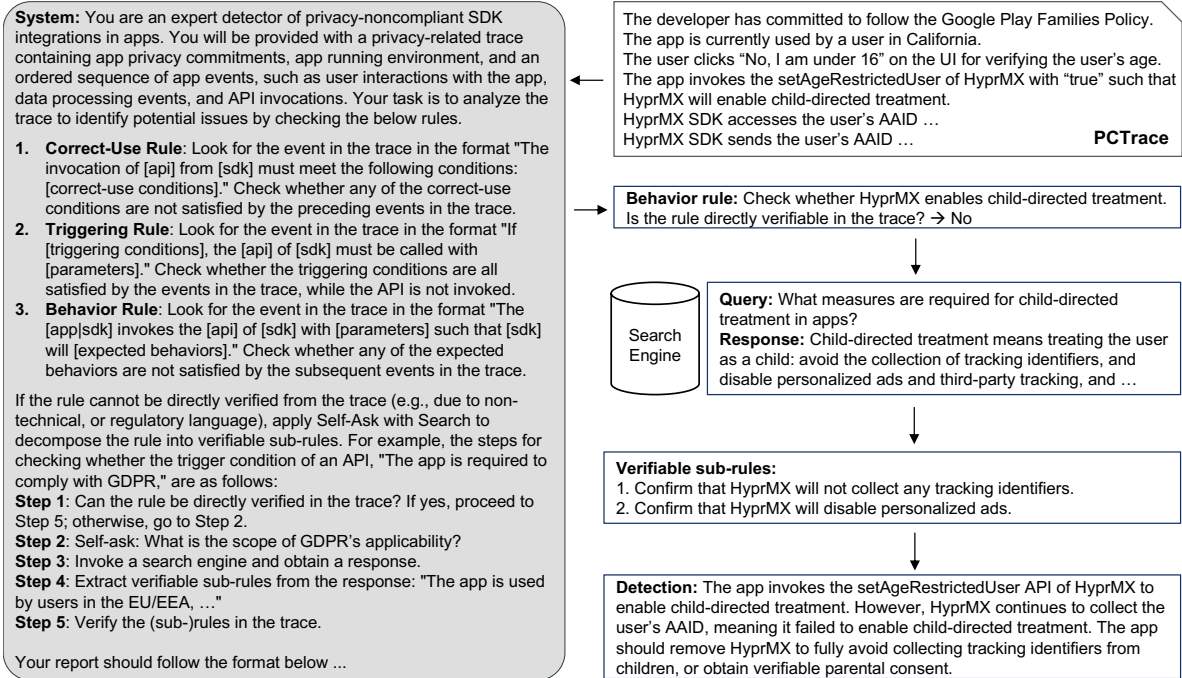 System: You are an expert detector of privacy-noncompliant SDK
integrations in apps. You will be provided with a privacy-related trace
containing app privacy commitments, app running environment, and an
ordered sequence of app events, such as user interactions with the app,
data processing events, and API invocations. Your task is to analyze the
trace to identify potential issues by checking the below rules.
1. Correct-Use Rule: Look for the event in the trace in the format "The
invocation of [api] from [sdk] must meet the following conditions:
[correct-use conditions]." Check whether any of the correct-use
conditions are not satisfied by the preceding events in the trace.
2. Triggering Rule: Look for the event in the trace in the format "If
[triggering conditions], the [api] of [sdk] must be called with
[parameters]." Check whether the triggering conditions are all
satisfied by the events in the trace, while the API is not invoked.
3. Behavior Rule: Look for the event in the trace in the format "The
[app|sdk] invokes the [api] of [sdk] with [parameters] such that [sdk]
will [expected behaviors]." Check whether any of the expected
behaviors are not satisfied by the subsequent events in the trace.
If the rule cannot be directly verified from the trace (e.g., due to non-
technical, or regulatory language), apply Self-Ask with Search to
decompose the rule into verifiable sub-rules. For example, the steps for
checking whether the trigger condition of an API, "The app is required to
comply with GDPR," are as follows:
Step 1: Can the rule be directly verified in the trace? If yes, proceed to
Step 5; otherwise, go to Step 2.
Step 2: Self-ask: What is the scope of GDPR's applicability?
Step 3: Invoke a search engine and obtain a response.
Step 4: Extract verifiable sub-rules from the response: "The app is used
by users in the EU/EEA, …"
Step 5: Verify the (sub-)rules in the trace.
Your report should follow the format below ...
The developer has committed to follow the Google Play Families Policy.
The app is currently used by a user in California.
The user clicks “No, I am under 16” on the UI for verifying the user's age.
The app invokes the setAgeRestrictedUser of HyprMX with “true” such that
HyprMX will enable child-directed treatment.
HyprMX SDK accesses the user's AAID …
HyprMX SDK sends the user's AAID …
PCTrace
Behavior rule: Check whether HyprMX enables child-directed treatment.
Is the rule directly verifiable in the trace? → No
Search
Engine
Query: What measures are required for child-directed
treatment in apps?
Response: Child-directed treatment means treating the user
as a child: avoid the collection of tracking identifiers, and
disable personalized ads and third-party tracking, and …
Verifiable sub-rules:
1. Confirm that HyprMX will not collect any tracking identifiers.
2. Confirm that HyprMX will disable personalized ads.
Detection: The app invokes the setAgeRestrictedUser API of HyprMX to
enable child-directed treatment. However, HyprMX continues to collect the
user's AAID, meaning it failed to enable child-directed treatment. The app
should remove HyprMX to fully avoid collecting tracking identifiers from
children, or obtain verifiable parental consent.